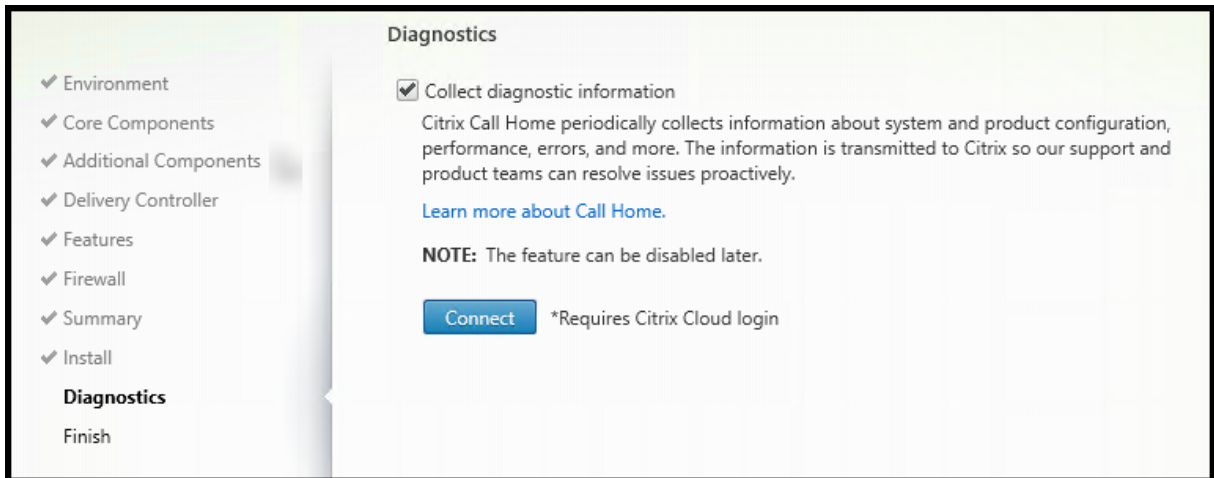 Diagnostics
Environment
Core Components
Additional Components
Delivery Controller
Features
Firewall
Summary
Install
Diagnostics
Finish
Collect diagnostic information
Citrix Call Home periodically collects information about system and product configuration,
performance, errors, and more. The information is transmitted to Citrix so our support and
product teams can resolve issues proactively.
Learn more about Call Home.
NOTE: The feature can be disabled later.
Connect *Requires Citrix Cloud login